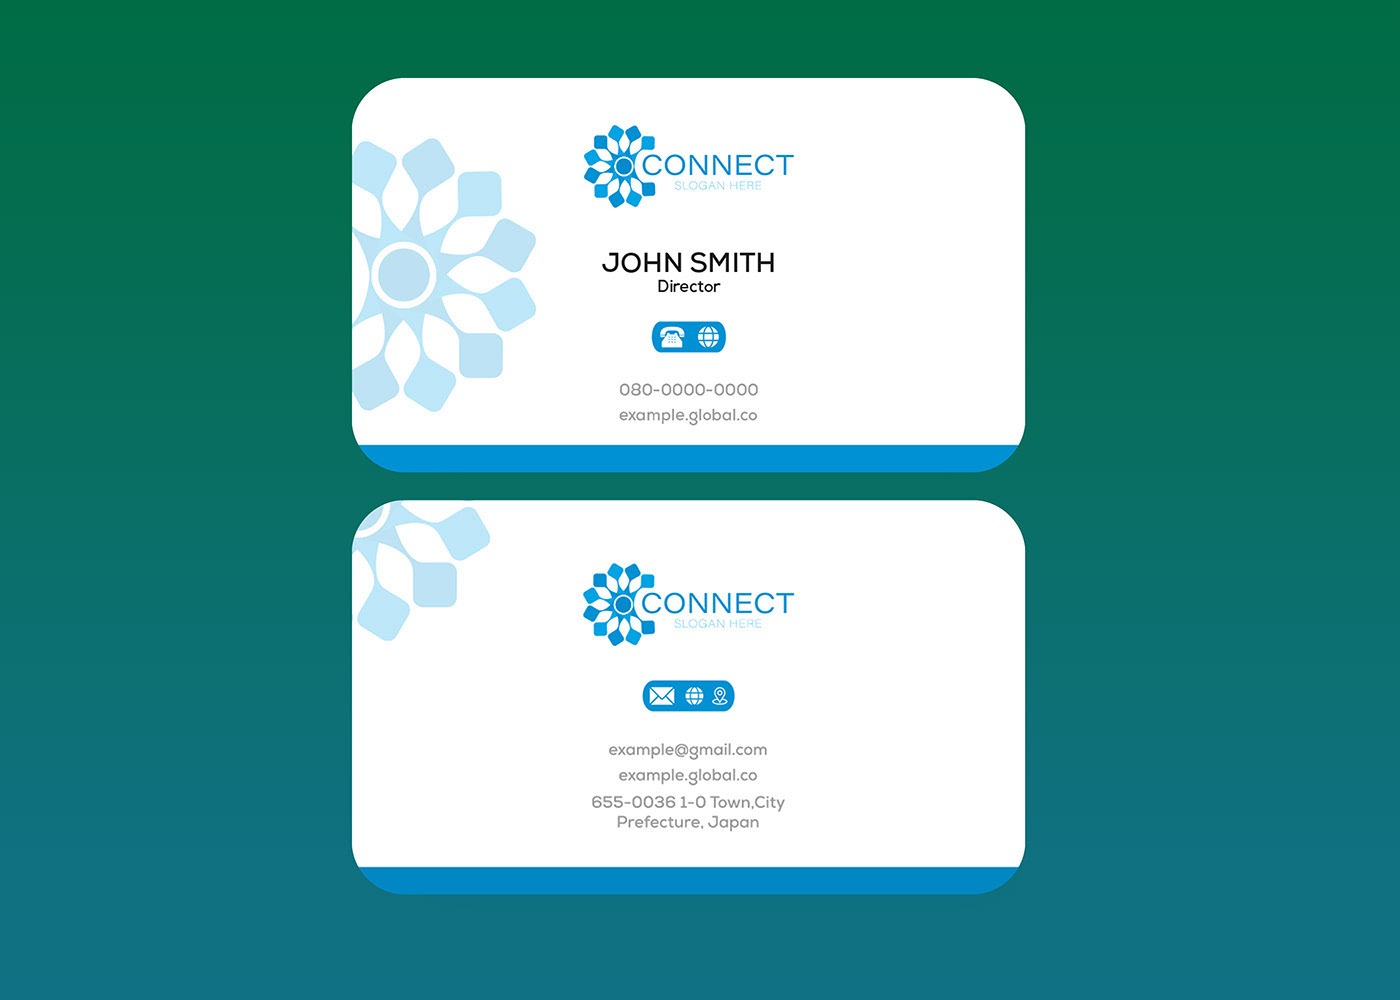 CONNECT
SLOGAN HERE
JOHN SMITH
Director
080-0000-0000
example.global.co
CONNECT
SLOGAN HERE
example@gmail.com
example.global.co
655-0036 1-0 Town,City
Prefecture, Japan